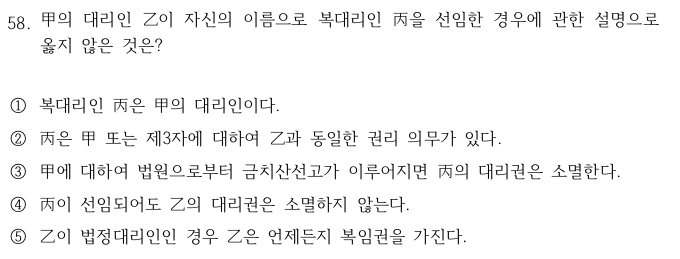 58. 甲의 대리인 乙이 자신의 이름으로 복대리인 丙을 선임한 경우에 관한 설명으로
옳지 않은 것은?
① 복대리인 丙은 甲의 대리인이다.
② 丙은 甲 또는 제3자에 대하여 乙과 동일한 권리 의무가 있다.
③ 甲에 대하여 법원으로부터 금치산선고가 이루어지면 丙의 대리권은 소멸한다.
④ 丙이 선임되어도 乙의 대리권은 소멸하지 않는다.
⑤ 乙이 법정대리인인 경우 乙은 언제든지 복임권을 가진다.